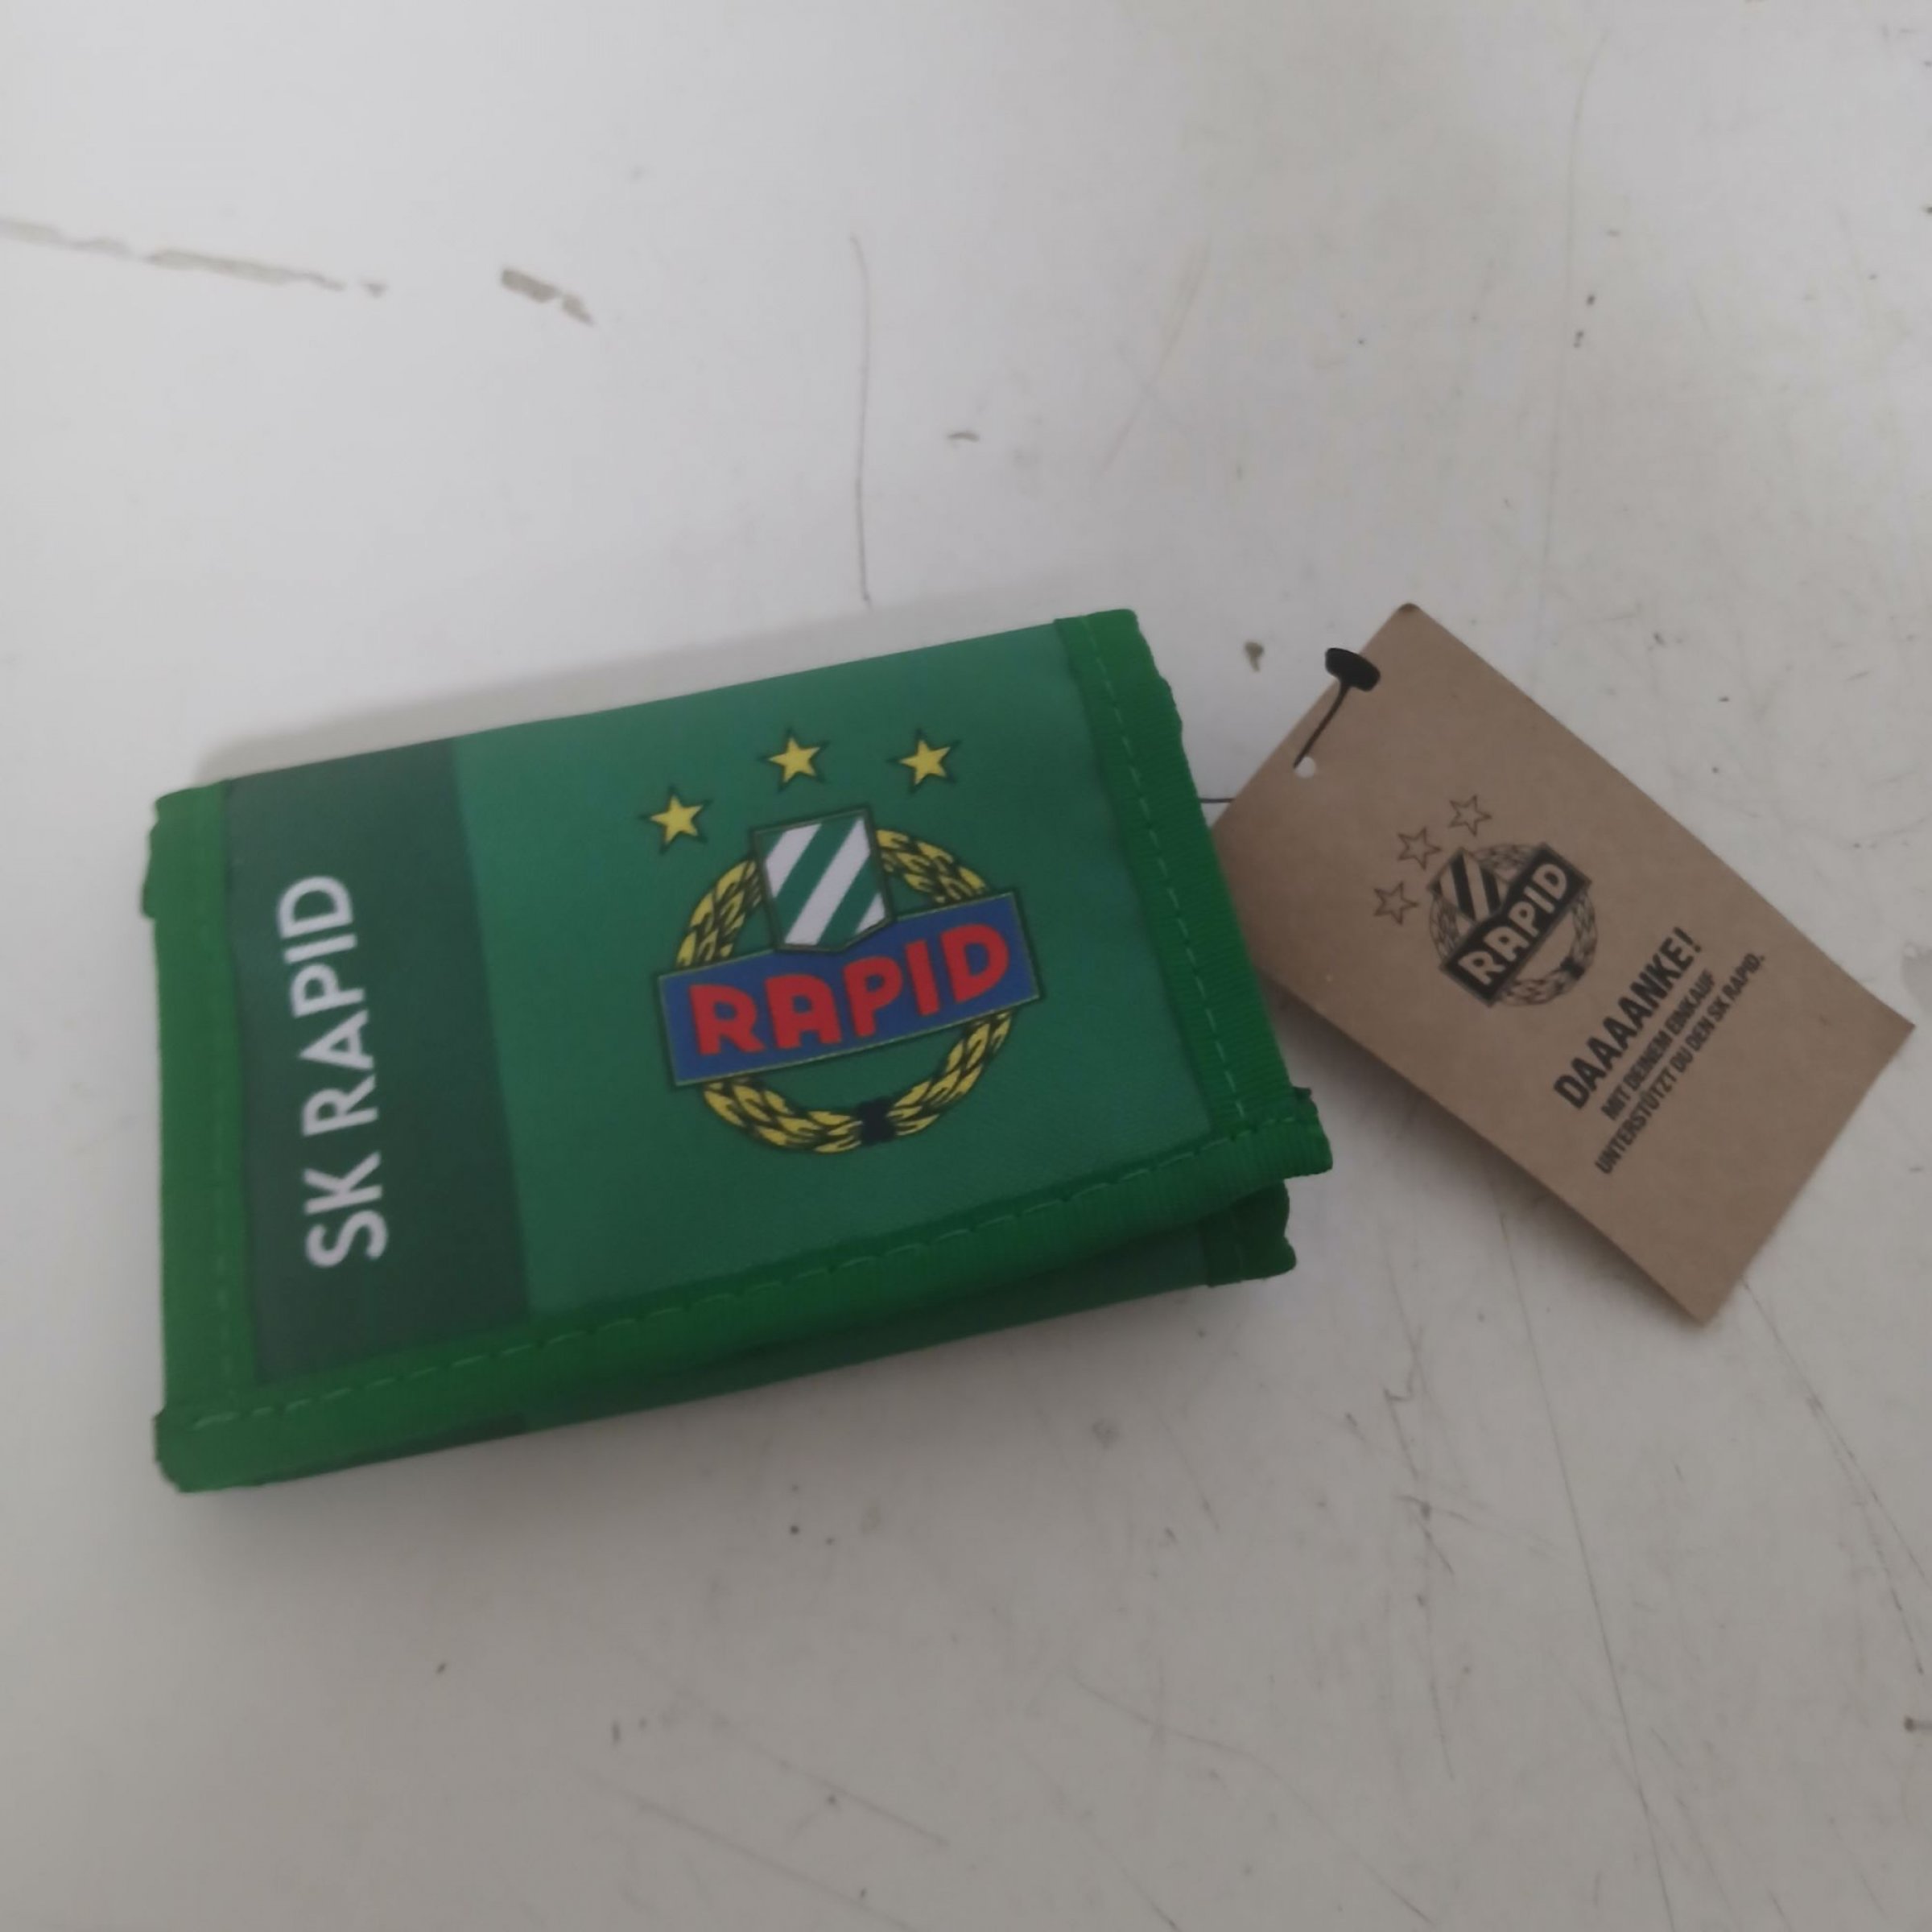 SK RAPID
RAPID
RAPID
DAAAANKE!
MIT DEINEM EINKAUF
UNTERSTÜTZT DU DEN SK RAPID.